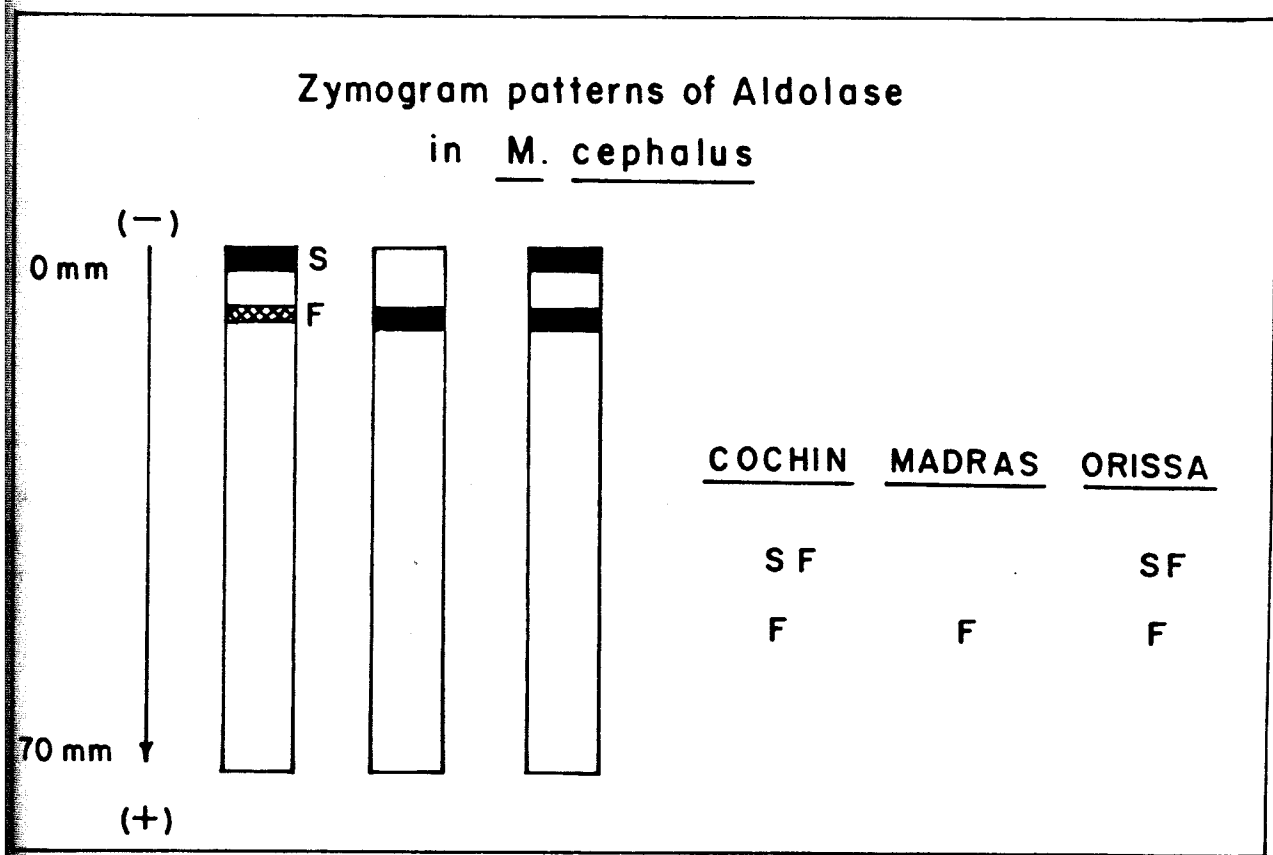 Zymogram patterns of Aldolase
in M. cephalus
(−)
0 mm
S
F
70 mm
(+)
COCHIN MADRAS ORISSA
S F SF
F F F